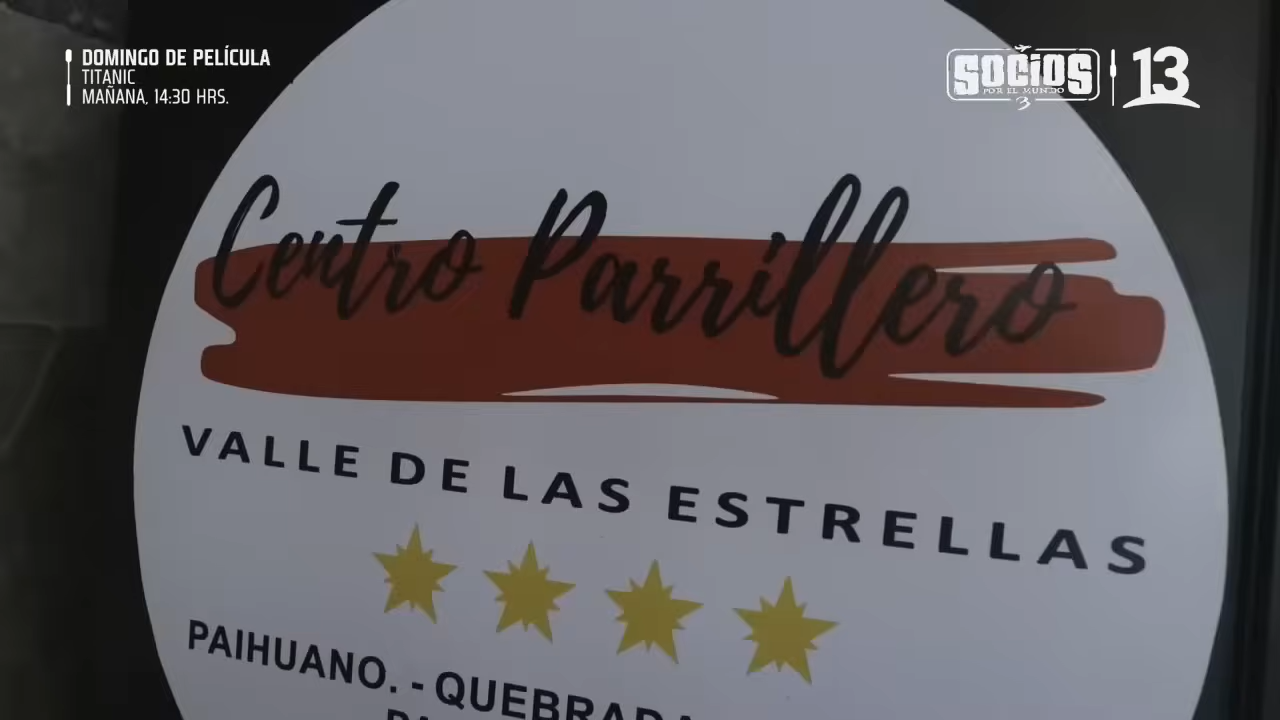 DOMINGO DE PELÍCULA
TITANIC
MAÑANA, 14:30 HRS.
SOCIOS
POR EL MUNDO
3
13
Centro Parrillero
VALLE DE LAS ESTRELLAS
PAIHUANO. - QUEBRADA